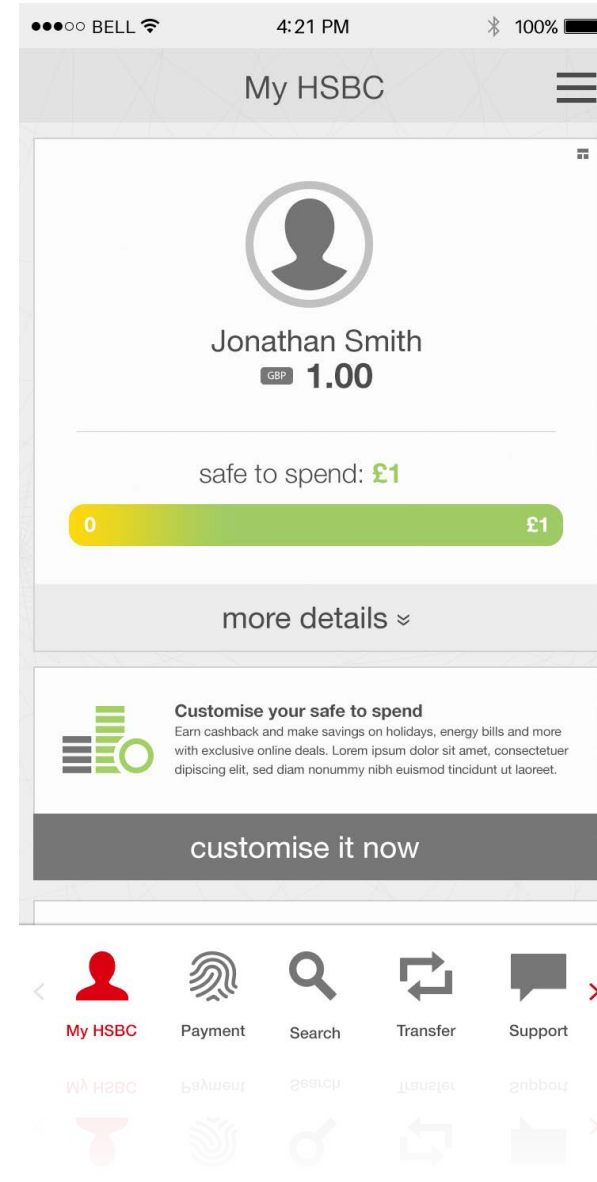 BELL 4:21 PM 100%
My HSBC
Jonathan Smith
GBP 1.00
safe to spend: £1
0 £1
more details
Customise your safe to spend
Earn cashback and make savings on holidays, energy bills and more
with exclusive online deals. Lorem ipsum dolor sit amet, consectetuer
dipiscing elit, sed diam nonummy nibh euismod tincidunt ut laoreet.
customise it now
My HSBC Payment Search Transfer Support